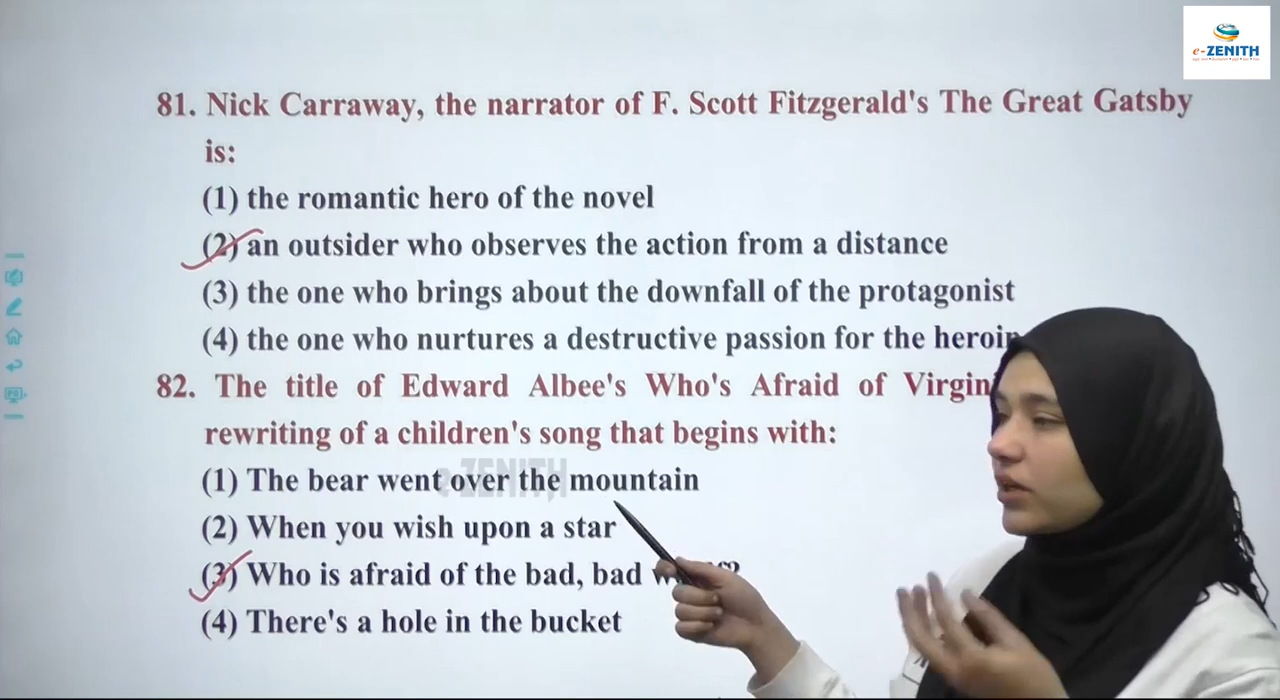 e-ZENITH
81. Nick Carraway, the narrator of F. Scott Fitzgerald's The Great Gatsby
is:
(1) the romantic hero of the novel
(2) an outsider who observes the action from a distance
(3) the one who brings about the downfall of the protagonist
(4) the one who nurtures a destructive passion for the heroin
82. The title of Edward Albee's Who's Afraid of Virgin
rewriting of a children's song that begins with:
(1) The bear went over the mountain
e-ZENITH
(2) When you wish upon a star
(3) Who is afraid of the bad, bad
(4) There's a hole in the bucket